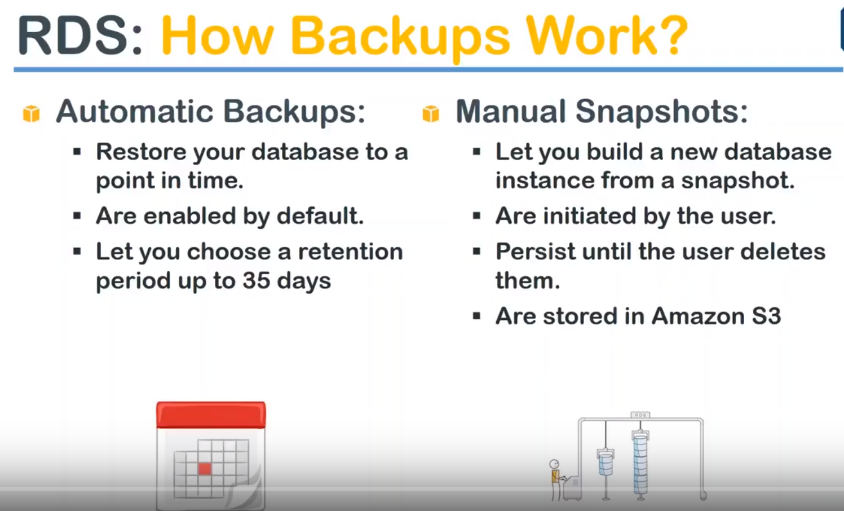 RDS: How Backups Work?
Automatic Backups:
Restore your database to a
point in time.
Are enabled by default.
Let you choose a retention
period up to 35 days
Manual Snapshots:
Let you build a new database
instance from a snapshot.
Are initiated by the user.
Persist until the user deletes
them.
Are stored in Amazon S3
RDS